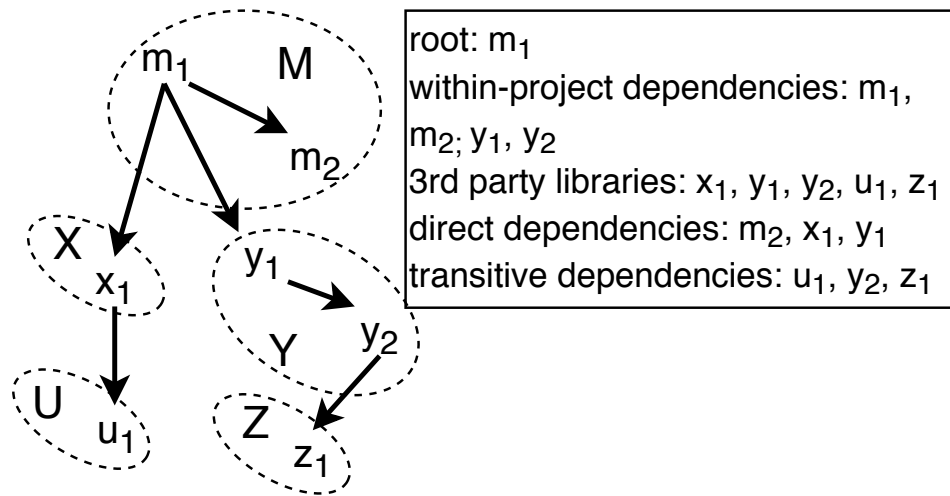 m₁
M
m₂
X
x₁
y₁
Y
y₂
U
u₁
Z
z₁
root: m₁
within-project dependencies: m₁,
m₂; y₁, y₂
3rd party libraries: x₁, y₁, y₂, u₁, z₁
direct dependencies: m₂, x₁, y₁
transitive dependencies: u₁, y₂, z₁